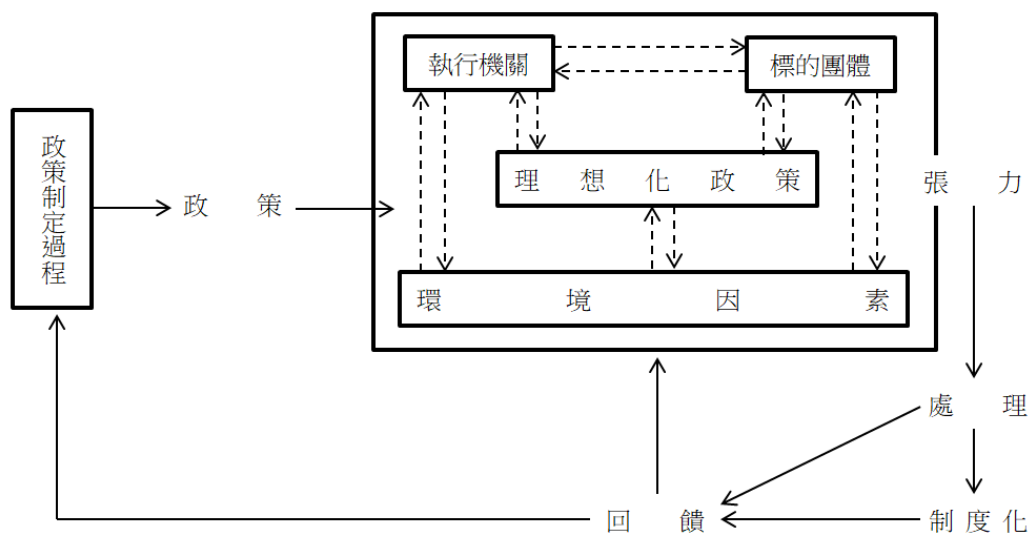 執行機關
標的團體
政策制定過程
理想化政策
張力
政策
環境因素
處理
回饋
制度化